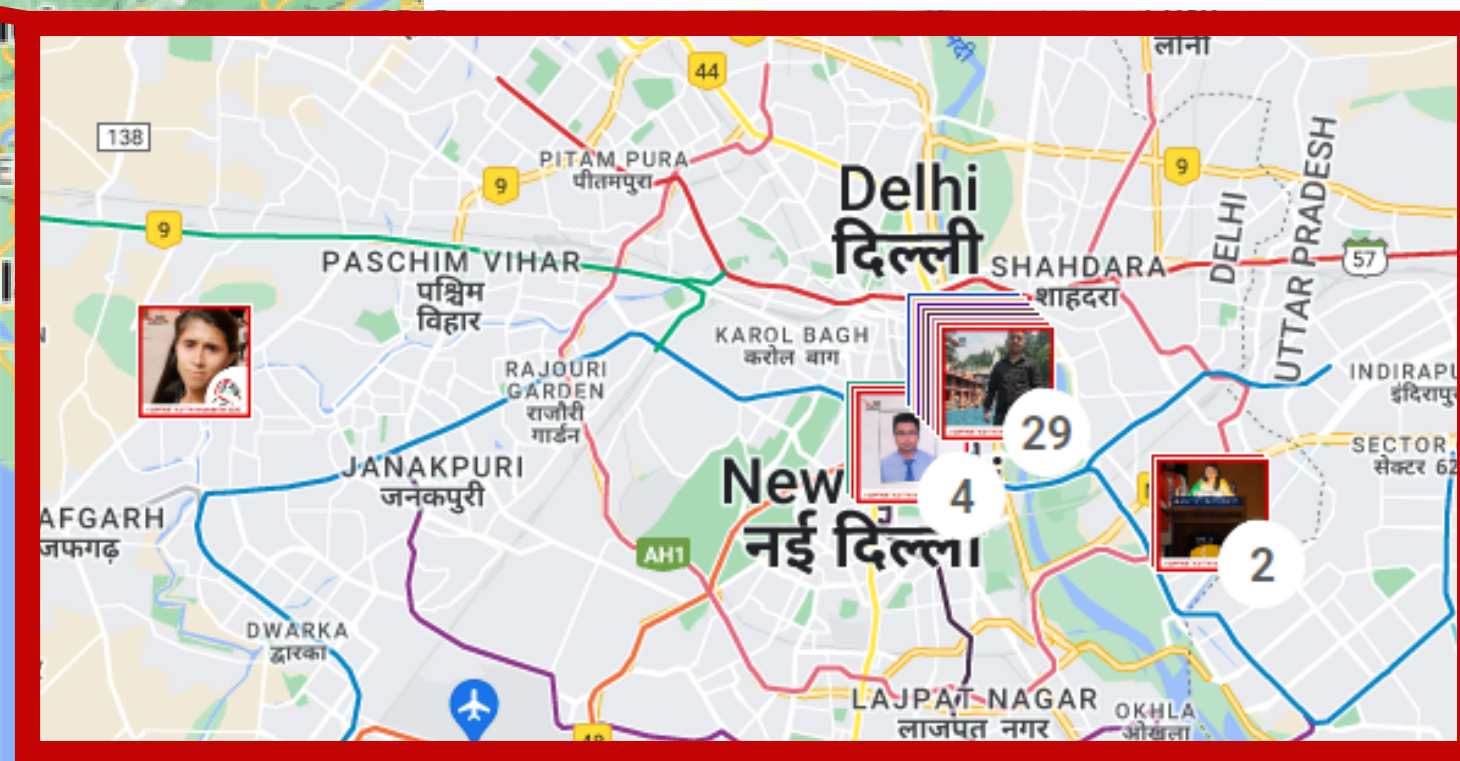 लोनी
44
138
PITAM PURA
पीतमपुरा
9
9
Delhi
दिल्ली
9
DELHI
UTTAR PRADESH
57
PASCHIM VIHAR
पश्चिम
विहार
SHAHDARA
शाहदरा
KAROL BAGH
करोल बाग
RAJOURI
GARDEN
राजौरी
गार्डन
INDIRAPU
इंदिरापु
29
SECTOR
सेक्टर 62
JANAKPURI
जनकपुरी
New
नई दिल्ली
4
2
AFGARH
जफगढ़
AH1
DWARKA
द्वारका
LAJPAT NAGAR
लाजपत नगर
OKHLA
ओखला
48